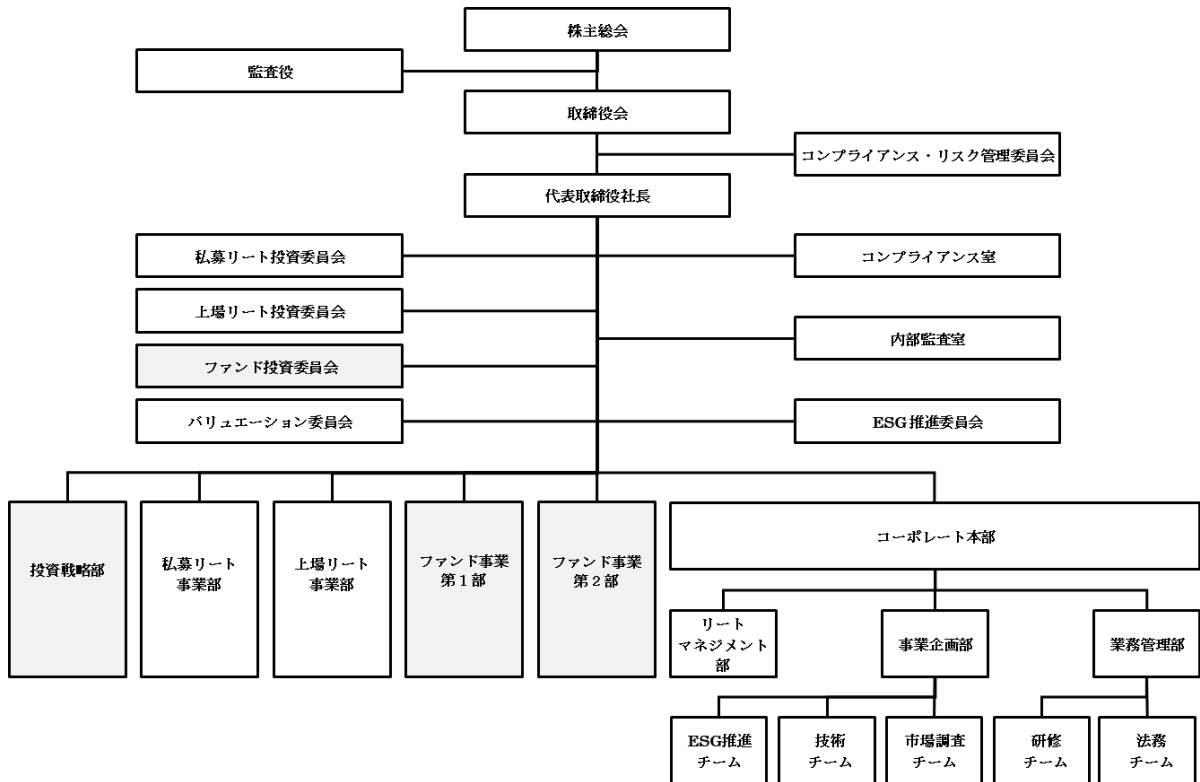 株主総会
監査役
取締役会
コンプライアンス・リスク管理委員会
代表取締役社長
私募リート投資委員会
コンプライアンス室
上場リート投資委員会
内部監査室
ファンド投資委員会
バリュエーション委員会
ESG推進委員会
投資戦略部
私募リート
事業部
上場リート
事業部
ファンド事業
第1部
ファンド事業
第2部
コーポレート本部
リート
マネジメント
部
事業企画部
業務管理部
ESG推進
チーム
技術
チーム
市場調査
チーム
研修
チーム
法務
チーム